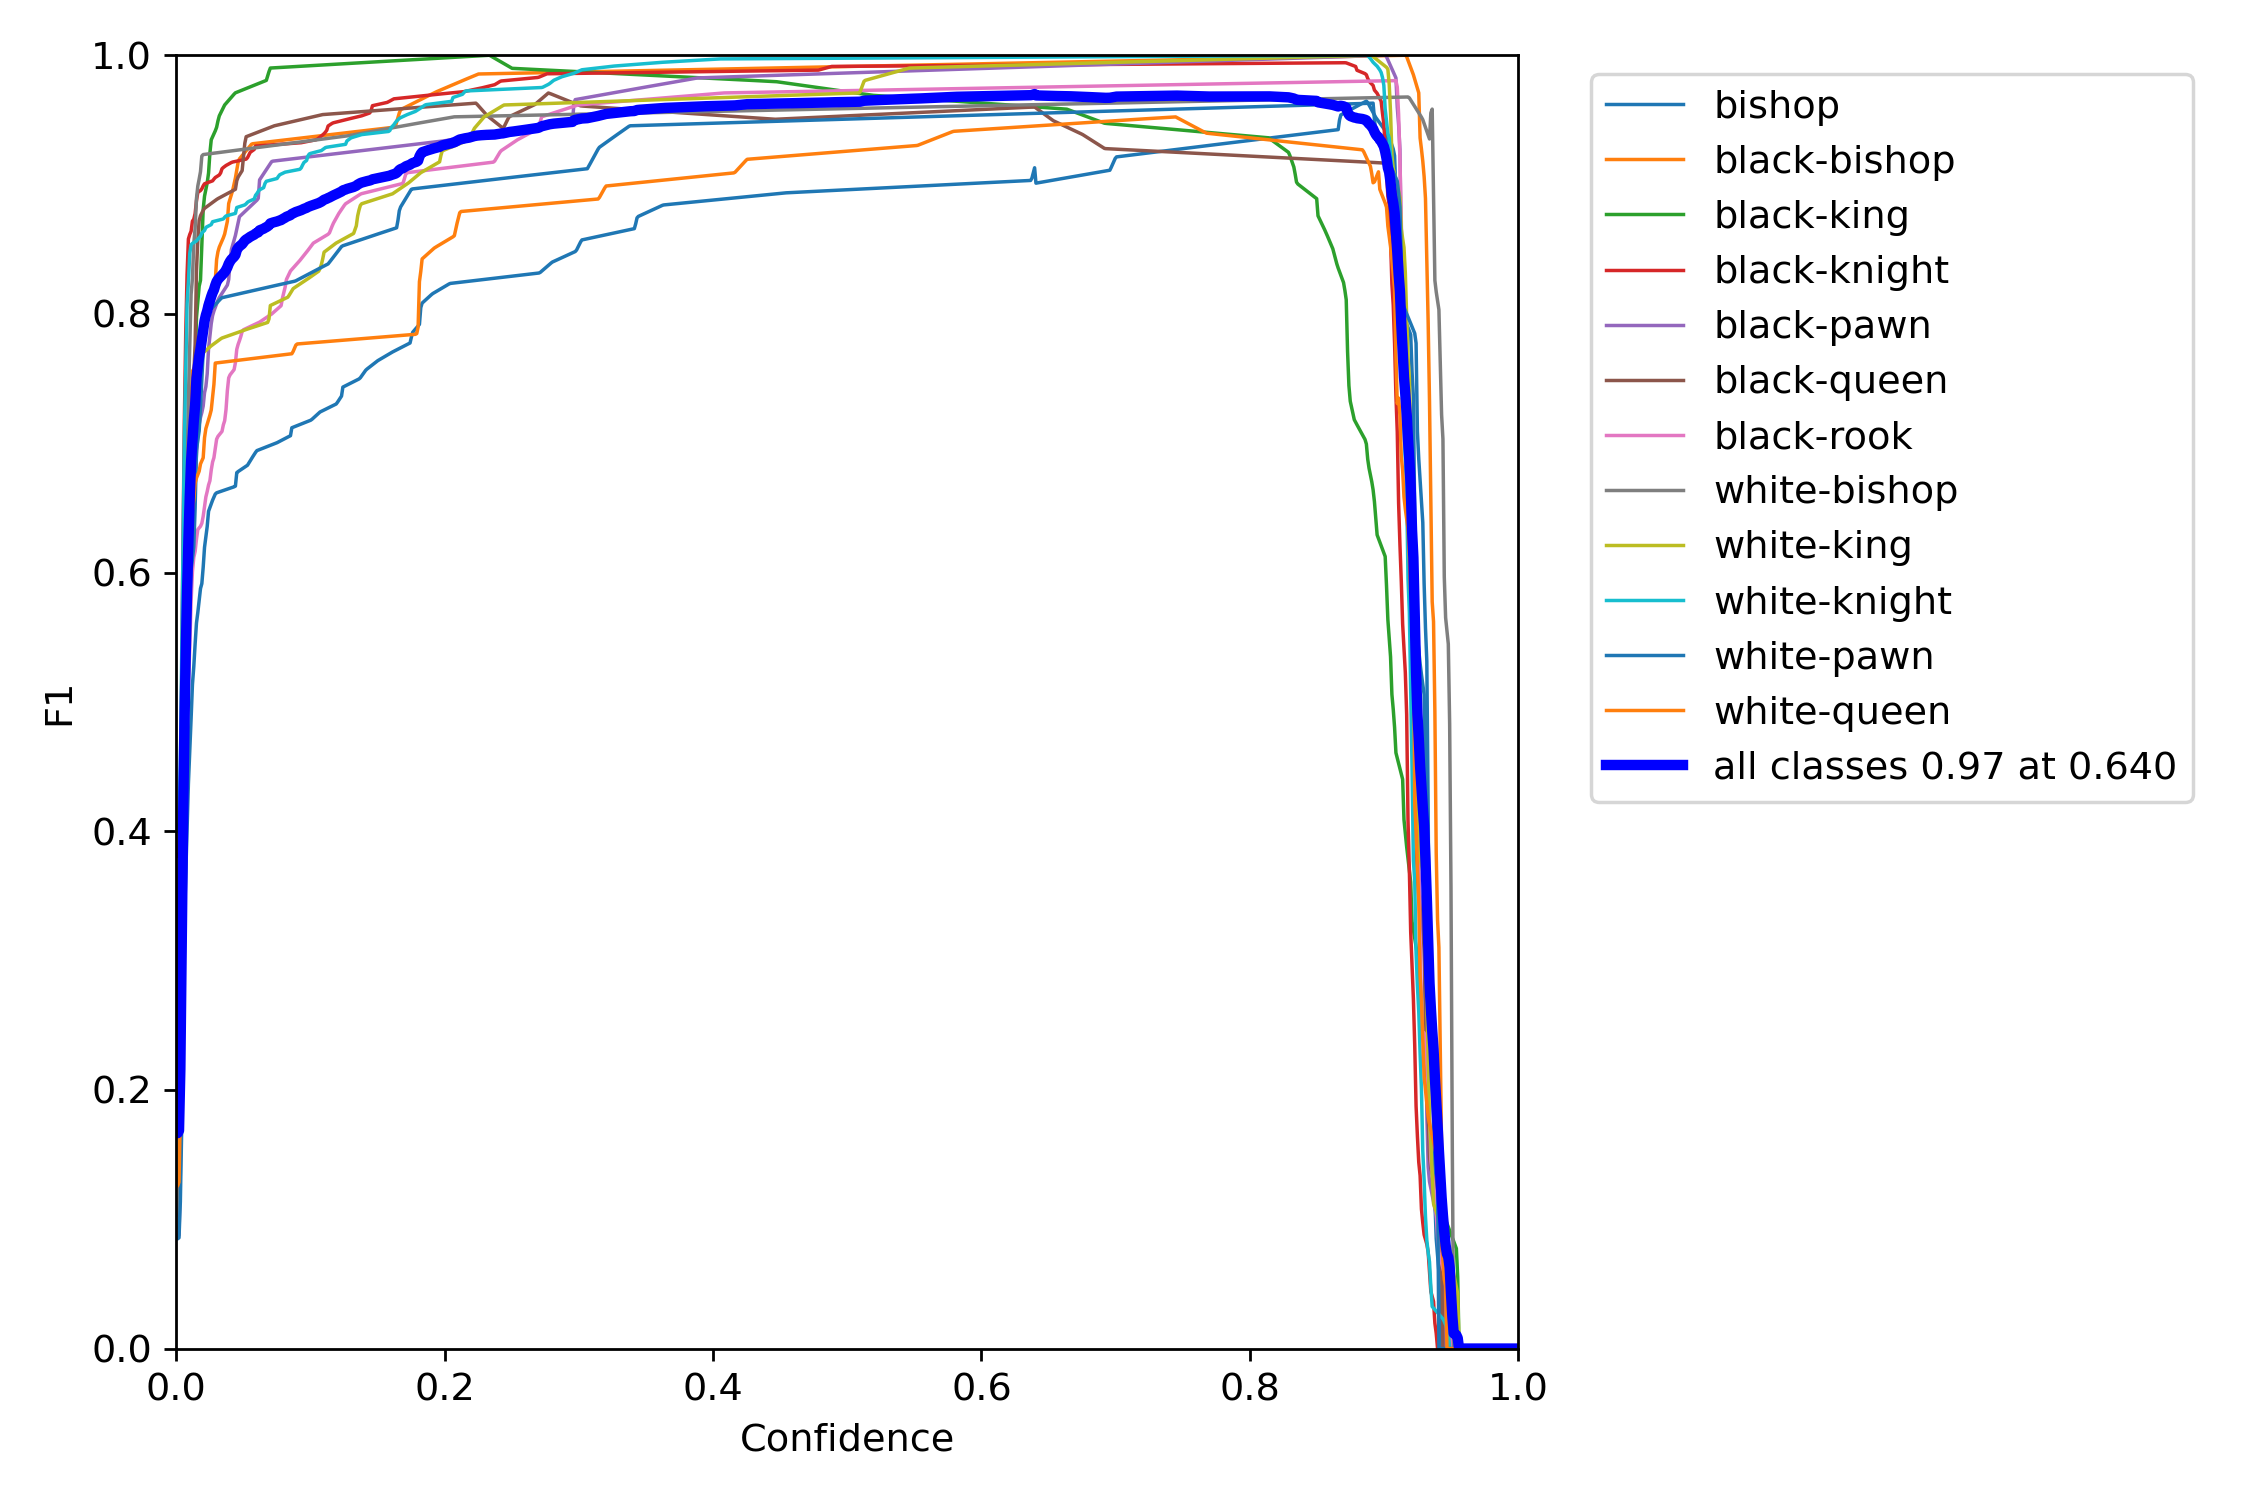 1.0
0.8
0.6
0.4
0.2
0.0
F1
0.0 0.2 0.4 0.6 0.8 1.0
Confidence
bishop
black-bishop
black-king
black-knight
black-pawn
black-queen
black-rook
white-bishop
white-king
white-knight
white-pawn
white-queen
all classes 0.97 at 0.640